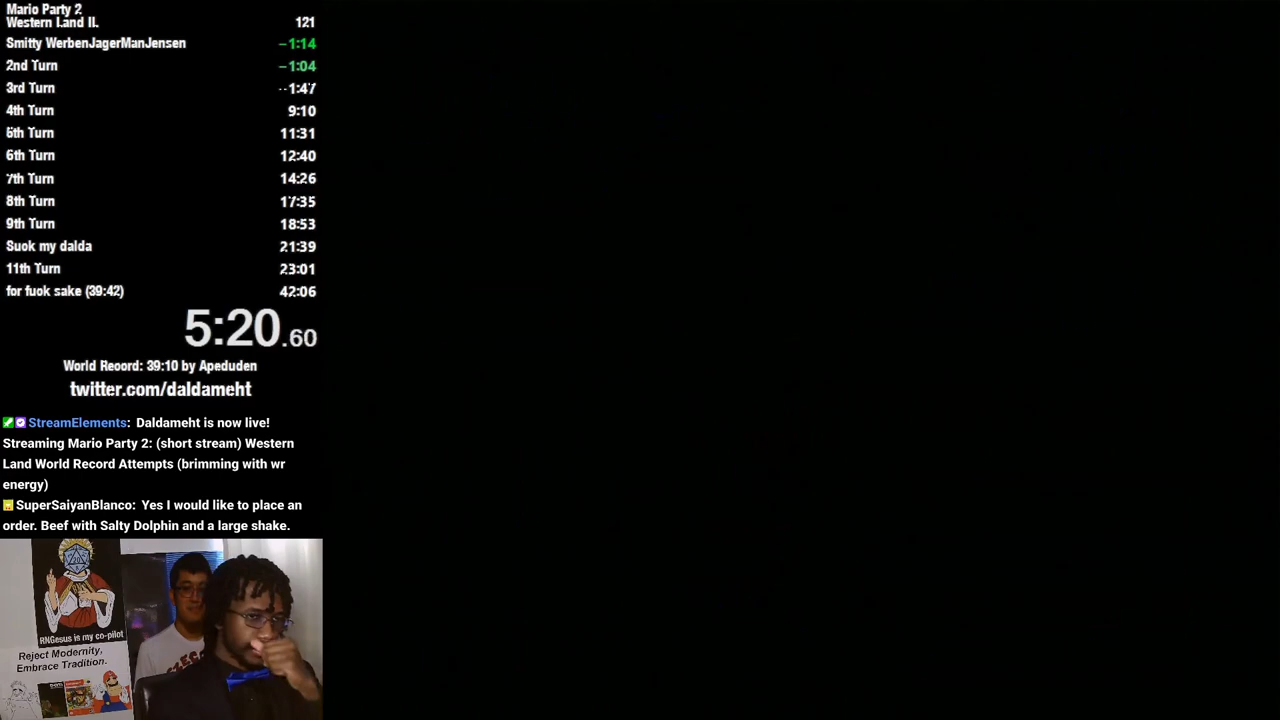 Mario Party 2
Western Land II.
121
Smitty WerbenJagerManJensen -1:14
2nd Turn -1:04
3rd Turn -1:47
4th Turn 9:10
5th Turn 11:31
6th Turn 12:40
7th Turn 14:26
8th Turn 17:35
9th Turn 18:53
Suok my dalda 21:39
11th Turn 23:01
for fuok sake (39:42) 42:06
5:20.60
World Reoord: 39:10 by Apeduden
twitter.com/daldameht
StreamElements: Daldameht is now live!
Streaming Mario Party 2: (short stream) Western
Land World Record Attempts (brimming with wr
energy)
SuperSaiyanBlanco: Yes I would like to place an
order. Beef with Salty Dolphin and a large shake.
RNGesus is my co-pilot
Reject Modernity,
Embrace Tradition.